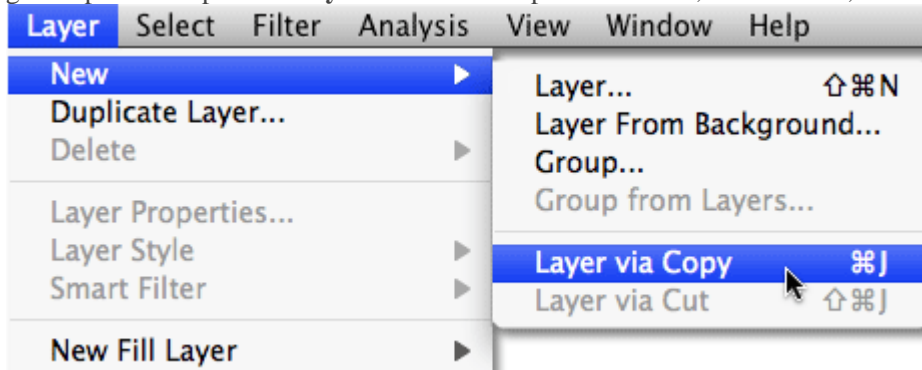 Layer Select Filter Analysis View Window Help
New ▶
Duplicate Layer...
Delete ▶
Layer Properties...
Layer Style ▶
Smart Filter ▶
New Fill Layer ▶
Layer... ⇧⌘N
Layer From Background...
Group...
Group from Layers...
Layer via Copy ⌘J
Layer via Cut ⇧⌘J